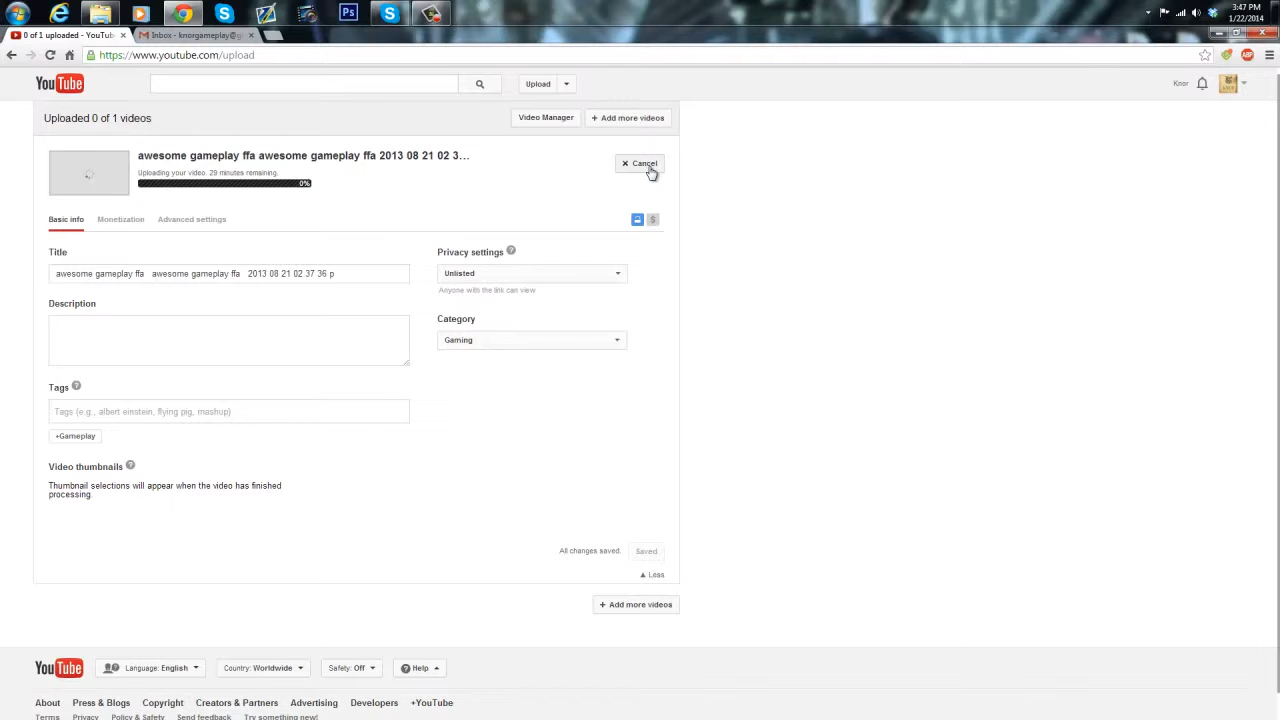 3:47 PM
1/22/2014
0 of 1 uploaded - YouTub
Inbox - knorgameplay@g
https://www.youtube.com/upload
ABP
YouTube
Upload
Knor
Uploaded 0 of 1 videos
Video Manager
+ Add more videos
awesome gameplay ffa awesome gameplay ffa 2013 08 21 02 3...
Uploading your video. 29 minutes remaining.
0%
× Cancel
Basic info
Monetization
Advanced settings
$
Title
Privacy settings ?
awesome gameplay ffa   awesome gameplay ffa   2013 08 21 02 37 36 p
Unlisted
Anyone with the link can view
Description
Category
Gaming
Tags ?
Tags (e.g., albert einstein, flying pig, mashup)
+Gameplay
Video thumbnails ?
Thumbnail selections will appear when the video has finished
processing.
All changes saved.
Saved
▲ Less
+ Add more videos
YouTube
Language: English
Country: Worldwide
Safety: Off
Help
About
Press & Blogs
Copyright
Creators & Partners
Advertising
Developers
+YouTube
Terms
Privacy
Policy & Safety
Send feedback
Try something new!